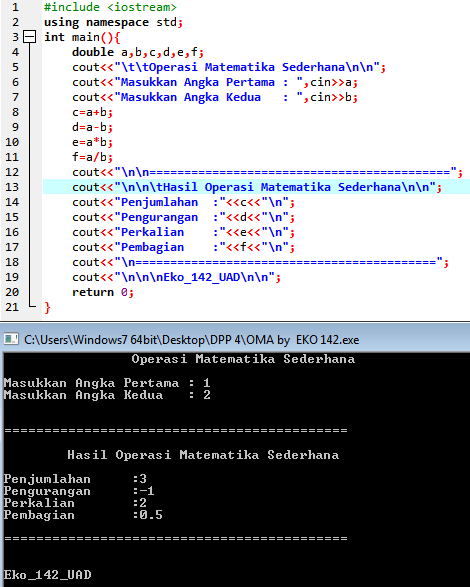 1 #include <iostream>
2 using namespace std;
3 int main(){
4 double a,b,c,d,e,f;
5 cout<<"\t\tOperasi Matematika Sederhana\n\n";
6 cout<<"Masukkan Angka Pertama : ",cin>>a;
7 cout<<"Masukkan Angka Kedua   : ",cin>>b;
8 c=a+b;
9 d=a-b;
10 e=a*b;
11 f=a/b;
12 cout<<"\n\n===========================================";
13 cout<<"\n\n\tHasil Operasi Matematika Sederhana\n\n";
14 cout<<"Penjumlahan  :"<<c<<"\n";
15 cout<<"Pengurangan  :"<<d<<"\n";
16 cout<<"Perkalian    :"<<e<<"\n";
17 cout<<"Pembagian    :"<<f<<"\n";
18 cout<<"\n===========================================";
19 cout<<"\n\n\nEko_142_UAD\n\n";
20 return 0;
21 }
C:\Users\Windows7 64bit\Desktop\DPP 4\OMA by  EKO 142.exe
Operasi Matematika Sederhana
Masukkan Angka Pertama : 1
Masukkan Angka Kedua   : 2
===========================================
Hasil Operasi Matematika Sederhana
Penjumlahan     :3
Pengurangan     :-1
Perkalian       :2
Pembagian       :0.5
===========================================
Eko_142_UAD